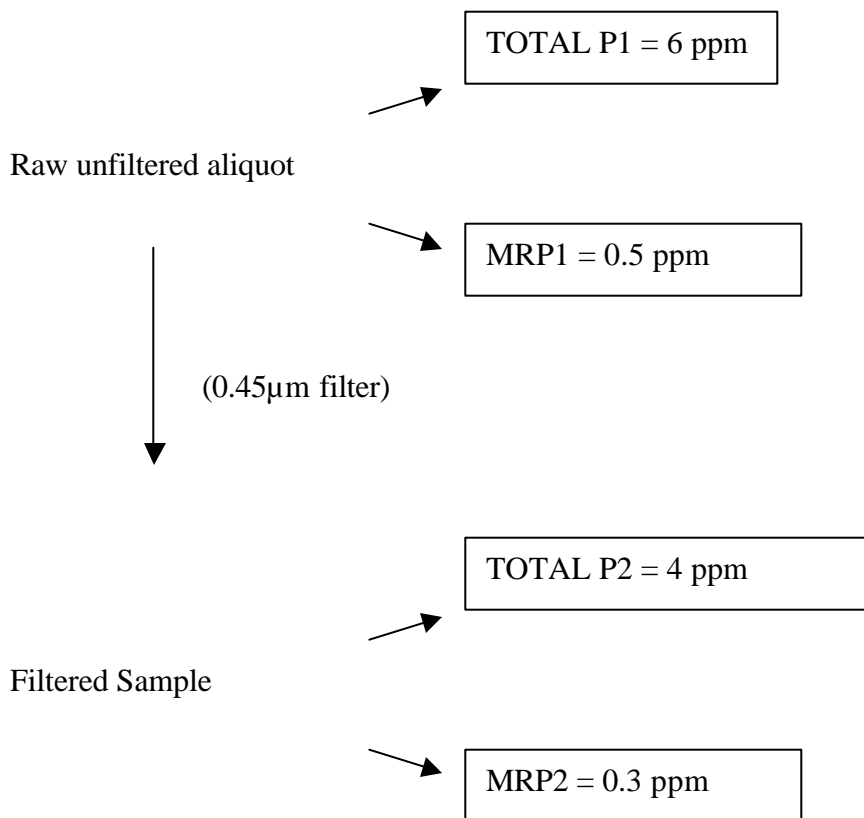 TOTAL P1 = 6 ppm
Raw unfiltered aliquot
MRP1 = 0.5 ppm
(0.45µm filter)
TOTAL P2 = 4 ppm
Filtered Sample
MRP2 = 0.3 ppm